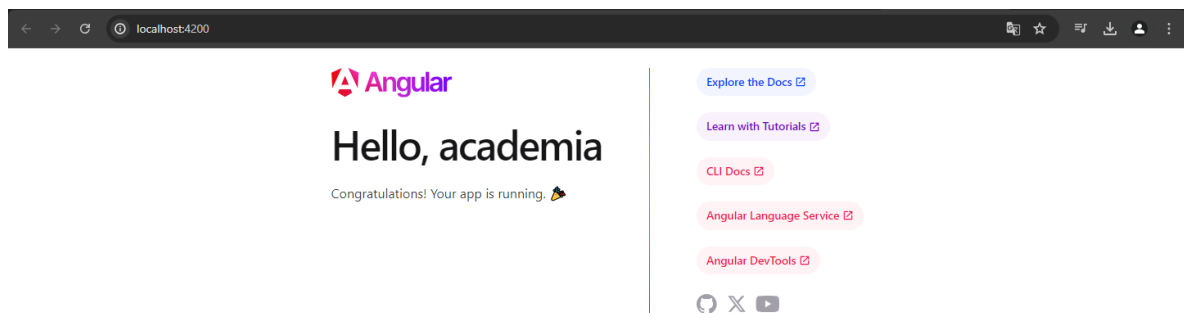 localhost:4200
Angular
Hello, academia
Congratulations! Your app is running. 🎉
Explore the Docs
Learn with Tutorials
CLI Docs
Angular Language Service
Angular DevTools